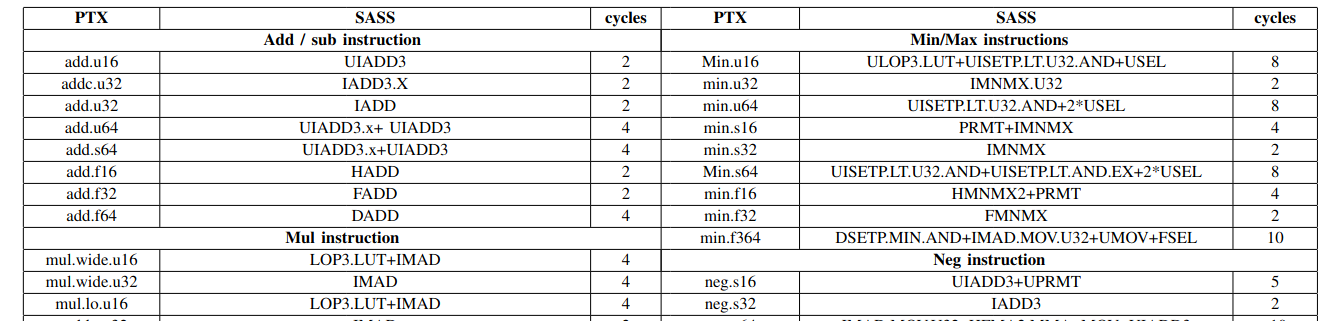 PTX SASS cycles PTX SASS cycles
Add / sub instruction Min/Max instructions
add.u16 UIADD3 2 Min.u16 ULOP3.LUT+UISETP.LT.U32.AND+USEL 8
addc.u32 IADD3.X 2 min.u32 IMNMX.U32 2
add.u32 IADD 2 min.u64 UISETP.LT.U32.AND+2*USEL 8
add.u64 UIADD3.x+ UIADD3 4 min.s16 PRMT+IMNMX 4
add.s64 UIADD3.x+UIADD3 4 min.s32 IMNMX 2
add.f16 HADD 2 Min.s64 UISETP.LT.U32.AND+UISETP.LT.AND.EX+2*USEL 8
add.f32 FADD 2 min.f16 HMNMX2+PRMT 4
add.f64 DADD 4 min.f32 FMNMX 2
Mul instruction min.f364 DSETP.MIN.AND+IMAD.MOV.U32+UMOV+FSEL 10
mul.wide.u16 LOP3.LUT+IMAD 4 Neg instruction
mul.wide.u32 IMAD 4 neg.s16 UIADD3+UPRMT 5
mul.lo.u16 LOP3.LUT+IMAD 4 neg.s32 IADD3 2